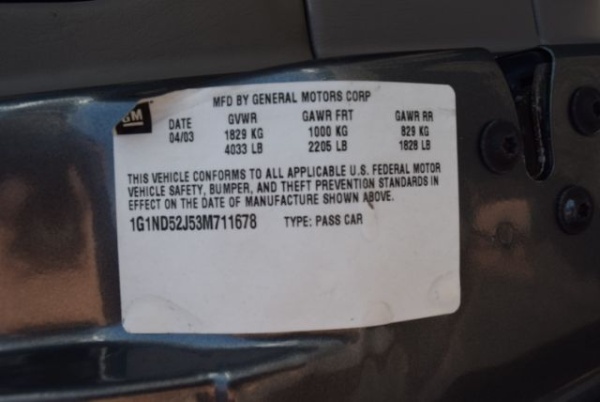 GM
MFD BY GENERAL MOTORS CORP
DATE GVWR GAWR FRT GAWR RR
04/03 1829 KG 1000 KG 829 KG
4033 LB 2205 LB 1828 LB
THIS VEHICLE CONFORMS TO ALL APPLICABLE U.S. FEDERAL MOTOR
VEHICLE SAFETY, BUMPER, AND THEFT PREVENTION STANDARDS IN
EFFECT ON THE DATE OF MANUFACTURE SHOWN ABOVE.
1G1ND52J53M711678 TYPE: PASS CAR